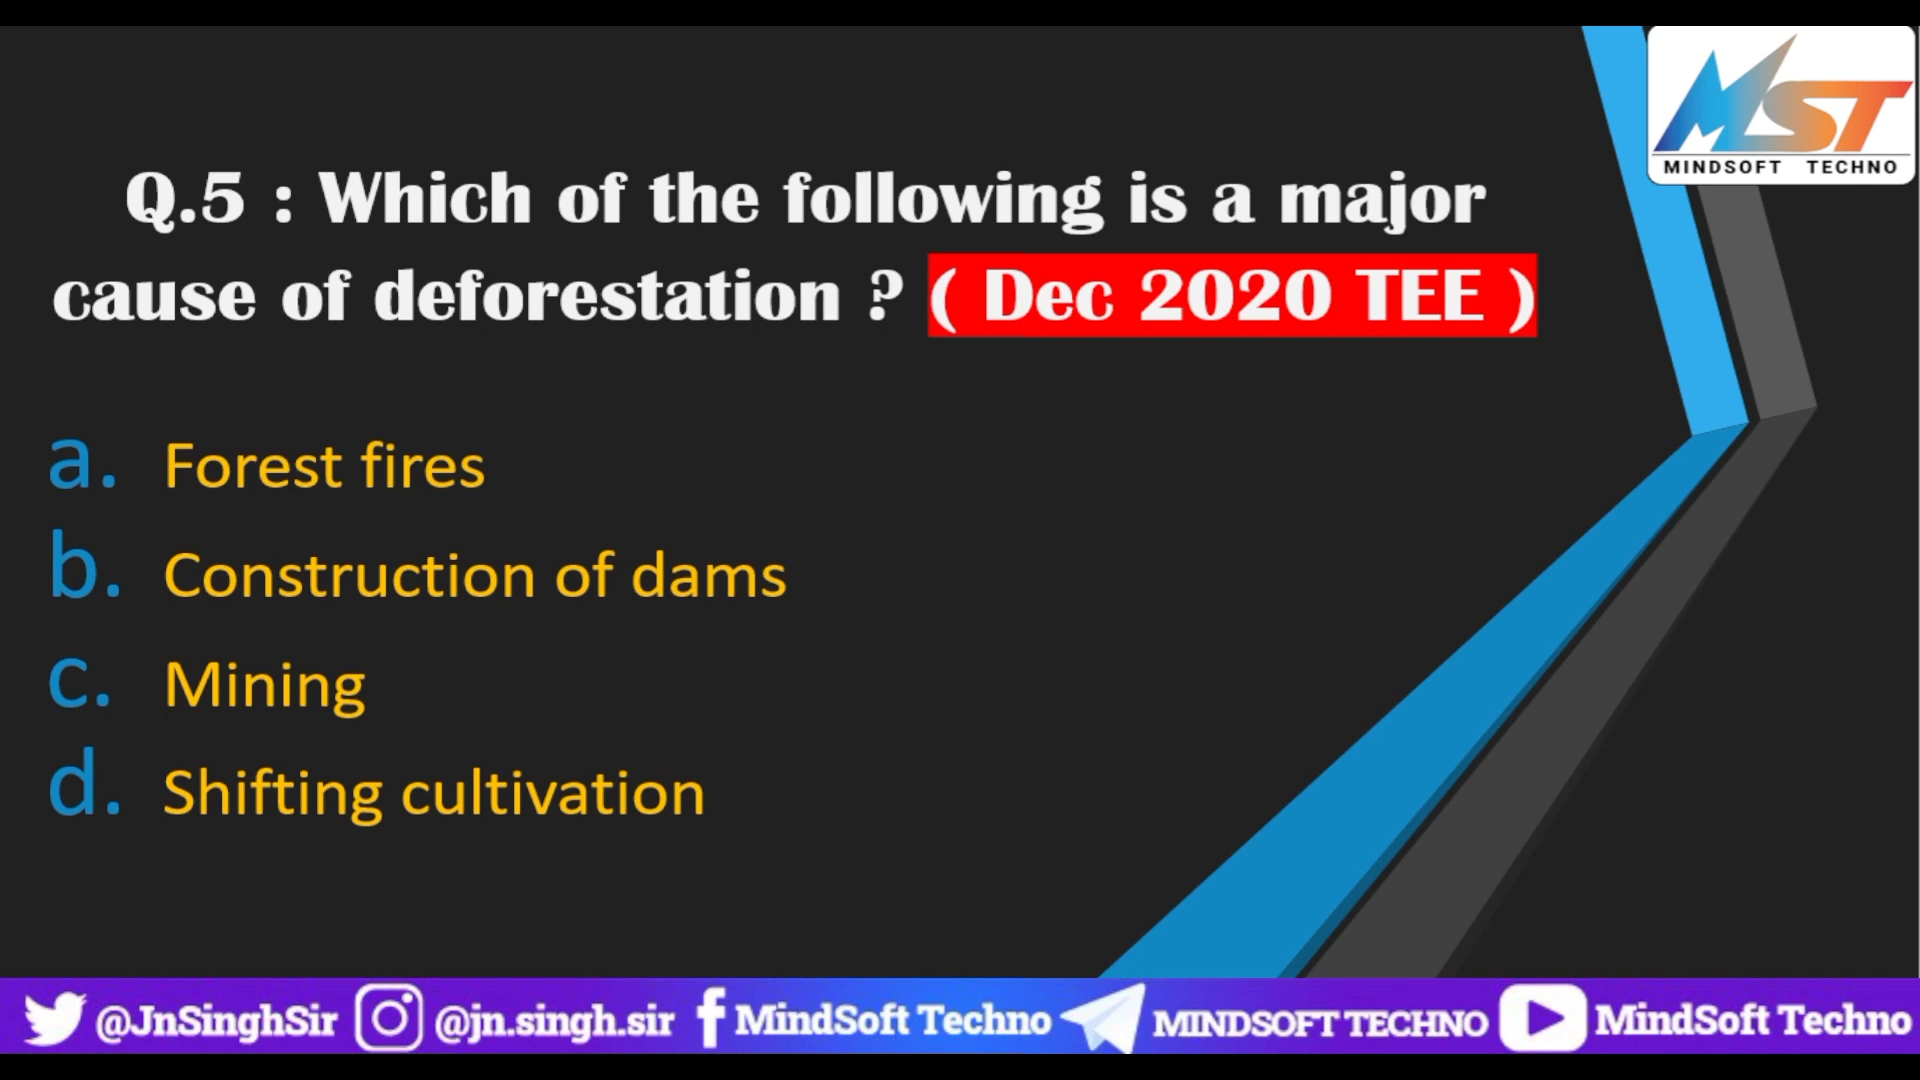 MST
MINDSOFT TECHNO
Q.5 : Which of the following is a major
cause of deforestation ? ( Dec 2020 TEE )
a. Forest fires
b. Construction of dams
c. Mining
d. Shifting cultivation
@JnSinghSir @jn.singh.sir MindSoft Techno MINDSOFT TECHNO MindSoft Techno